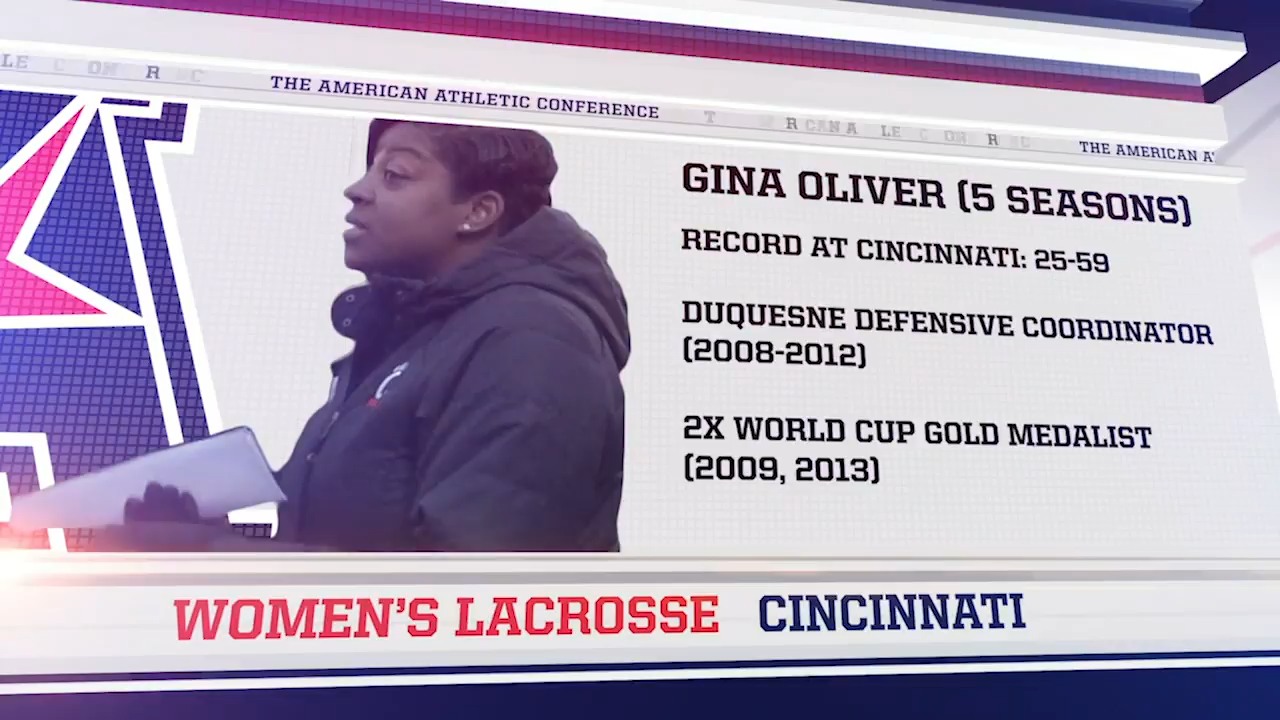 THE AMERICAN ATHLETIC CONFERENCE
THE AMERICAN
GINA OLIVER (5 SEASONS)
RECORD AT CINCINNATI: 25-59
DUQUESNE DEFENSIVE COORDINATOR
(2008-2012)
2X WORLD CUP GOLD MEDALIST
(2009, 2013)
WOMEN'S LACROSSE CINCINNATI